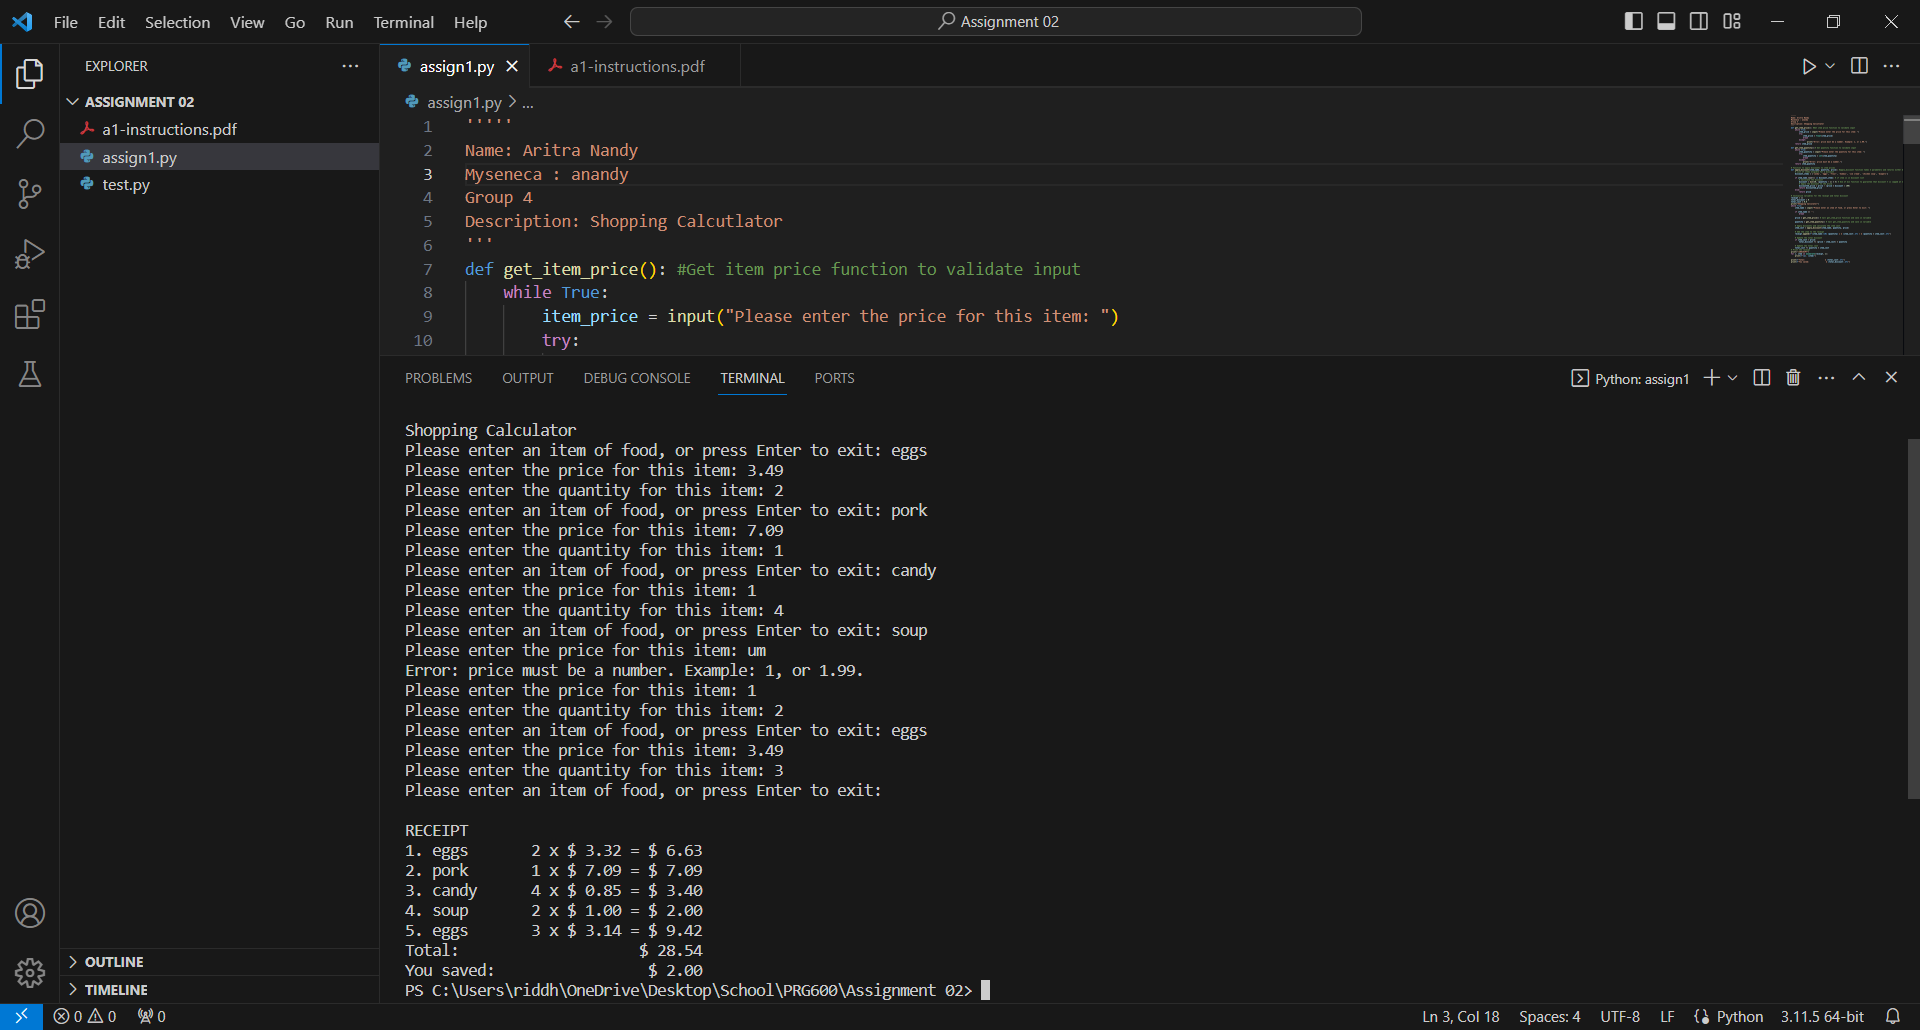 File Edit Selection View Go Run Terminal Help
Assignment 02
EXPLORER
ASSIGNMENT 02
a1-instructions.pdf
assign1.py
test.py
OUTLINE
TIMELINE
assign1.py
a1-instructions.pdf
assign1.py > ...
1 '''''
2 Name: Aritra Nandy
3 Myseneca : anandy
4 Group 4
5 Description: Shopping Calcutlator
6 '''
7 def get_item_price(): #Get item price function to validate input
8 while True:
9 item_price = input("Please enter the price for this item: ")
10 try:
PROBLEMS OUTPUT DEBUG CONSOLE TERMINAL PORTS
Python: assign1
Shopping Calculator
Please enter an item of food, or press Enter to exit: eggs
Please enter the price for this item: 3.49
Please enter the quantity for this item: 2
Please enter an item of food, or press Enter to exit: pork
Please enter the price for this item: 7.09
Please enter the quantity for this item: 1
Please enter an item of food, or press Enter to exit: candy
Please enter the price for this item: 1
Please enter the quantity for this item: 4
Please enter an item of food, or press Enter to exit: soup
Please enter the price for this item: um
Error: price must be a number. Example: 1, or 1.99.
Please enter the price for this item: 1
Please enter the quantity for this item: 2
Please enter an item of food, or press Enter to exit: eggs
Please enter the price for this item: 3.49
Please enter the quantity for this item: 3
Please enter an item of food, or press Enter to exit:
RECEIPT
1. eggs 2 x $ 3.32 = $ 6.63
2. pork 1 x $ 7.09 = $ 7.09
3. candy 4 x $ 0.85 = $ 3.40
4. soup 2 x $ 1.00 = $ 2.00
5. eggs 3 x $ 3.14 = $ 9.42
Total: $ 28.54
You saved: $ 2.00
PS C:\Users\riddh\OneDrive\Desktop\School\PRG600\Assignment 02>
0 0 0
Ln 3, Col 18 Spaces: 4 UTF-8 LF Python 3.11.5 64-bit